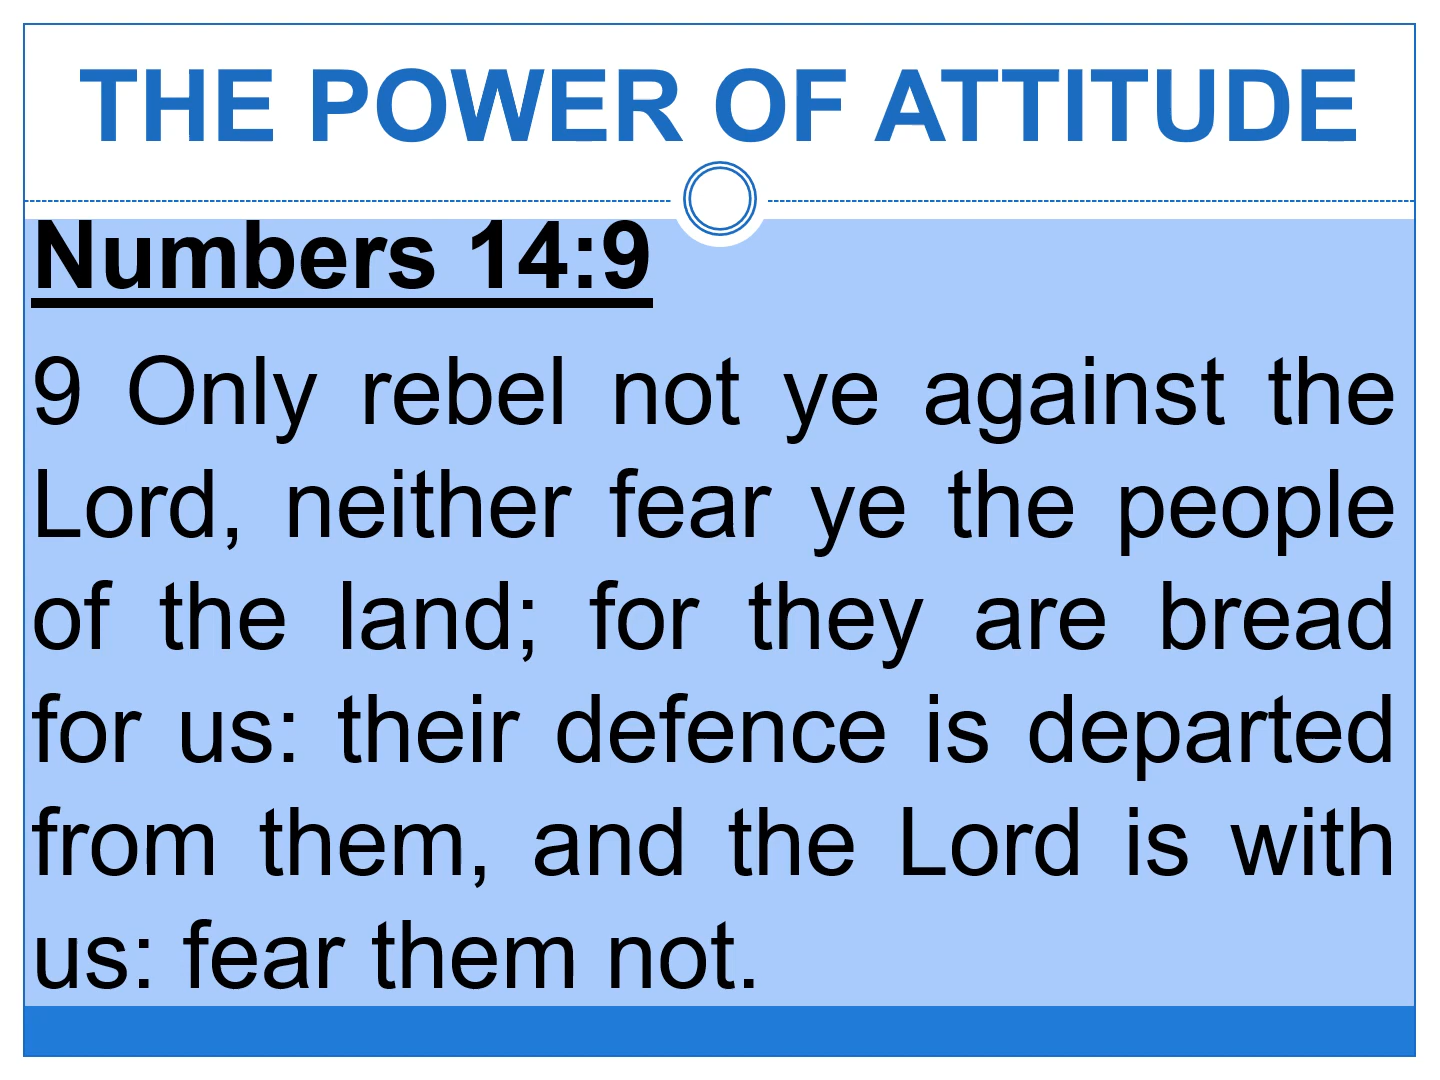 THE POWER OF ATTITUDE
Numbers 14:9
9 Only rebel not ye against the
Lord, neither fear ye the people
of the land; for they are bread
for us: their defence is departed
from them, and the Lord is with
us: fear them not.